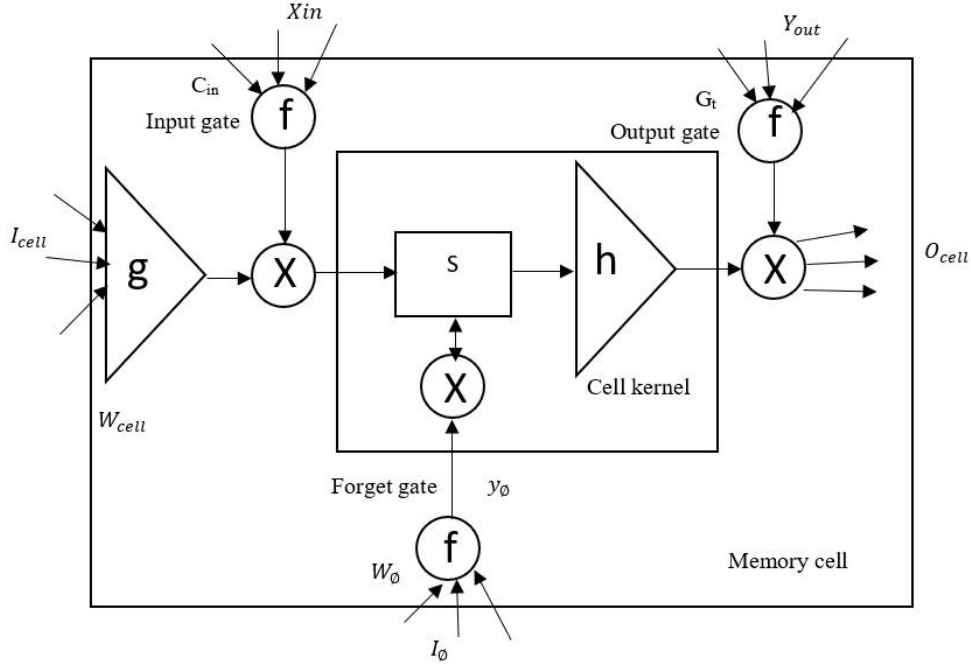 Xin
Y_out
C_in
f
Input gate
G_t
f
Output gate
I_cell
g
X
s
h
X
O_cell
X
Cell kernel
W_cell
Forget gate
y_∅
f
W_∅
Memory cell
I_∅